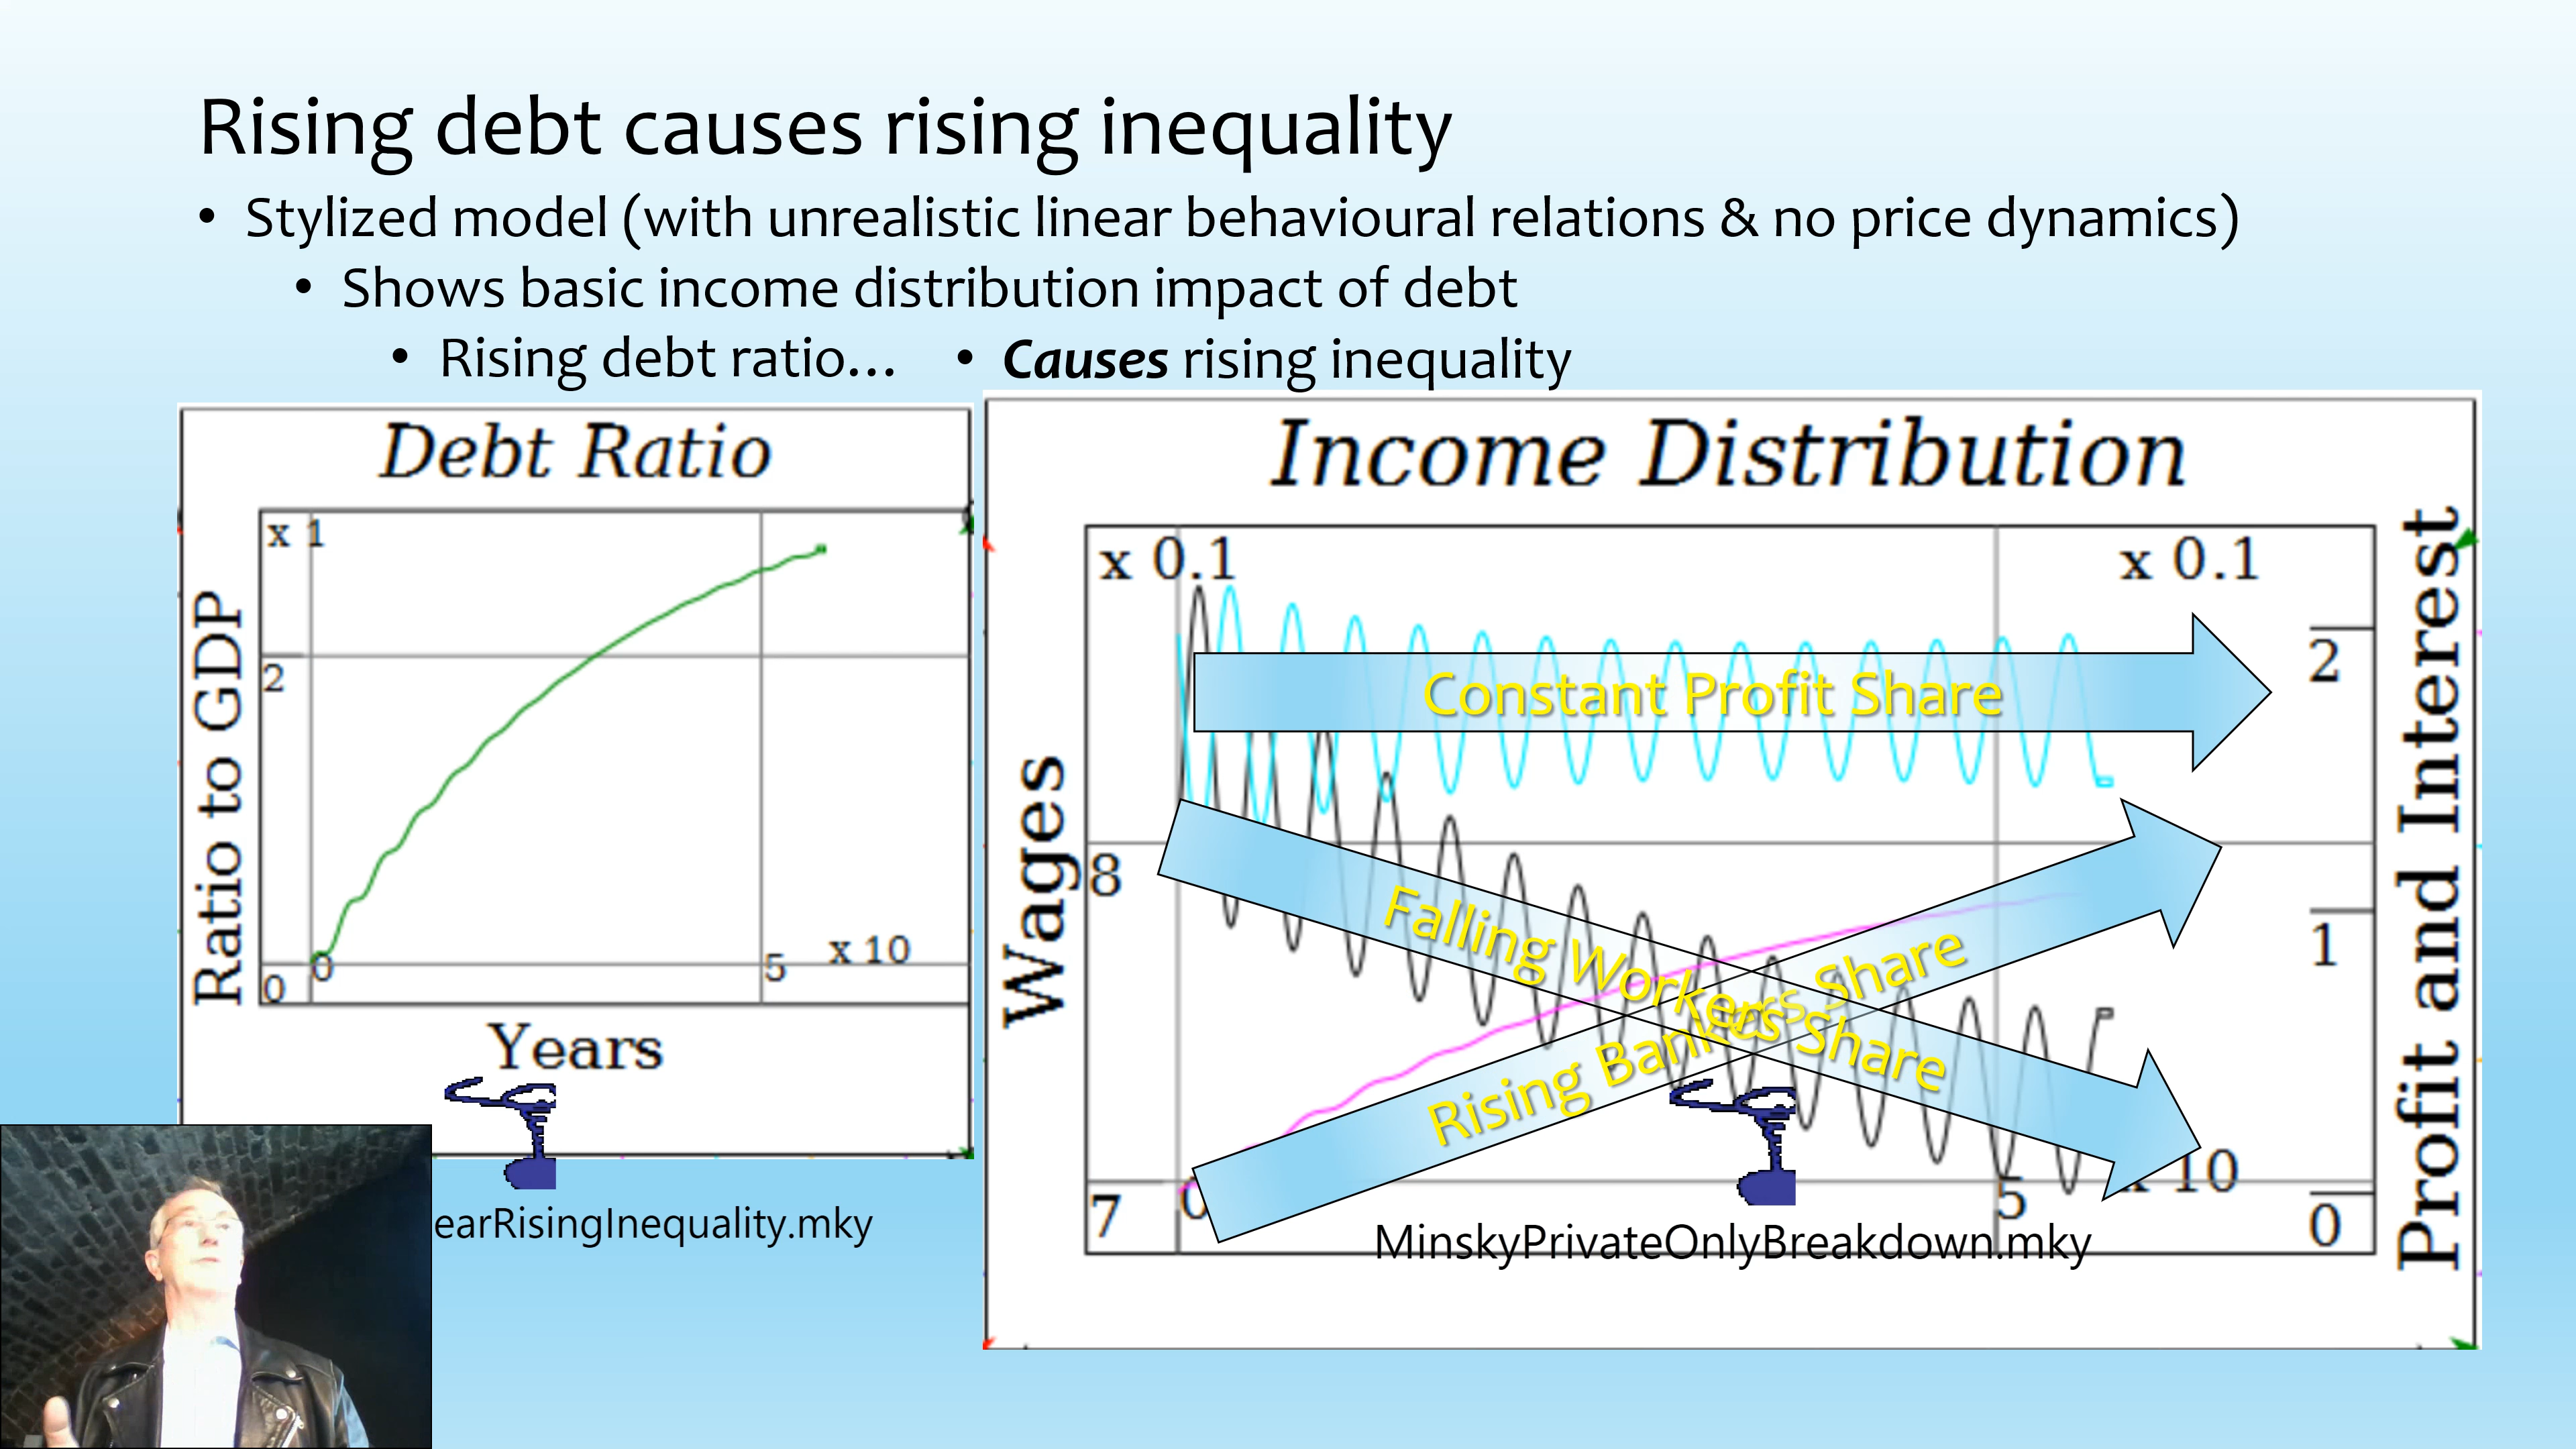 Rising debt causes rising inequality
• Stylized model (with unrealistic linear behavioural relations & no price dynamics)
• Shows basic income distribution impact of debt
• Rising debt ratio…
• Causes rising inequality
Debt Ratio
x 1
Ratio to GDP
2
0
0
5
x 10
Years
earRisingInequality.mky
Income Distribution
x 0.1
x 0.1
Wages
8
7
Profit and Interest
2
1
0
Constant Profit Share
Falling Workers Share
Rising Bankers Share
0
5
x 10
MinskyPrivateOnlyBreakdown.mky